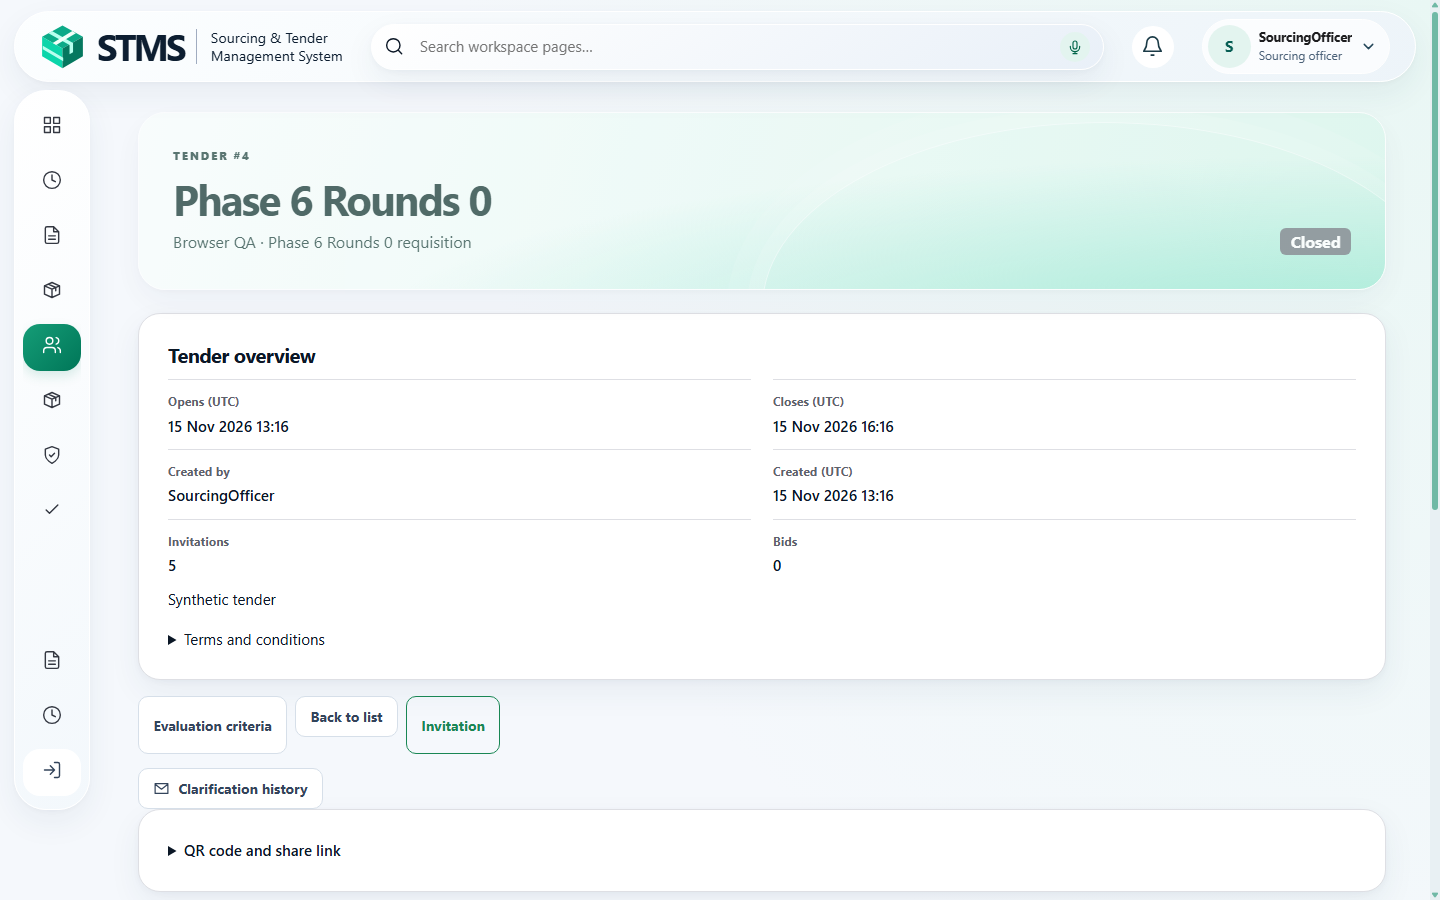 STMS
Sourcing & Tender
Management System
Search workspace pages...
S
SourcingOfficer
Sourcing officer
TENDER #4
Phase 6 Rounds 0
Browser QA · Phase 6 Rounds 0 requisition
Closed
Tender overview
Opens (UTC)
15 Nov 2026 13:16
Closes (UTC)
15 Nov 2026 16:16
Created by
SourcingOfficer
Created (UTC)
15 Nov 2026 13:16
Invitations
5
Bids
0
Synthetic tender
Terms and conditions
Evaluation criteria
Back to list
Invitation
Clarification history
QR code and share link